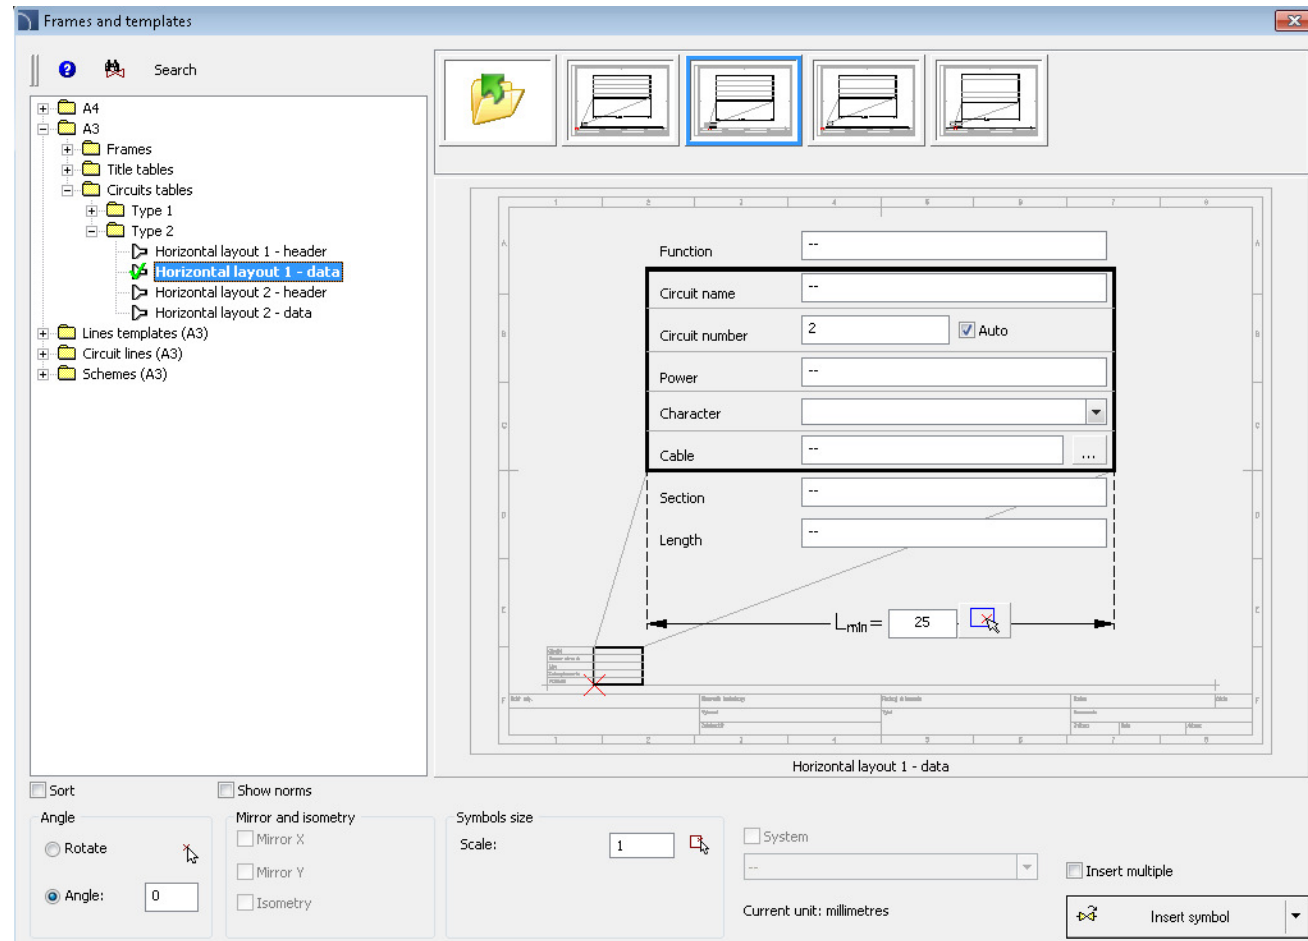 Frames and templates
Search
A4
A3
Frames
Title tables
Circuits tables
Type 1
Type 2
Horizontal layout 1 - header
Horizontal layout 1 - data
Horizontal layout 2 - header
Horizontal layout 2 - data
Lines templates (A3)
Circuit lines (A3)
Schemes (A3)
Function --
Circuit name --
Circuit number 2 Auto
Power --
Character
Cable -- ...
Section --
Length --
Lmin= 25
Horizontal layout 1 - data
Sort
Show norms
Angle
Rotate
Angle: 0
Mirror and isometry
Mirror X
Mirror Y
Isometry
Symbols size
Scale: 1
System
--
Current unit: millimetres
Insert multiple
Insert symbol